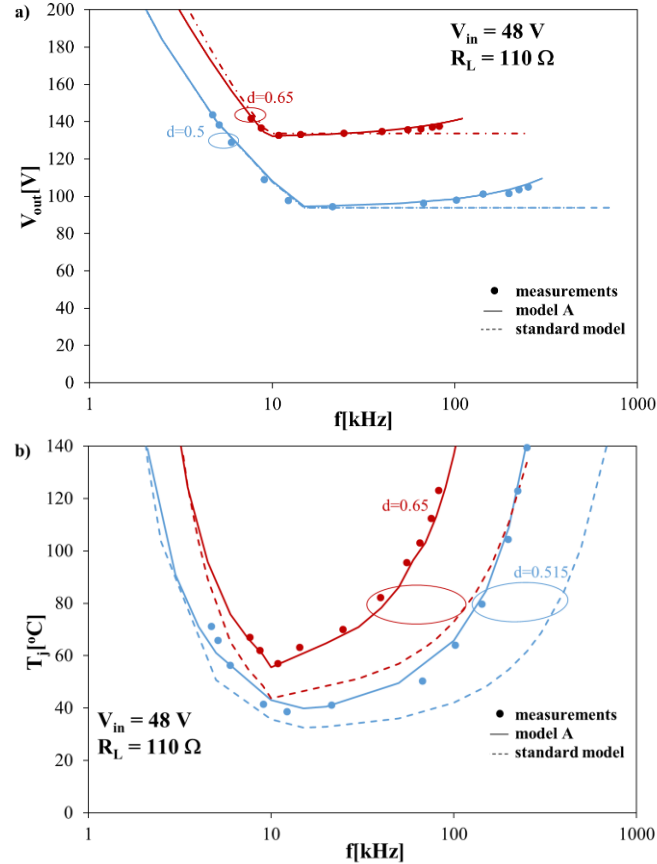 a)
V_in = 48 V
R_L = 110 Ω
d=0.65
d=0.5
V_out[V]
200
180
160
140
120
100
80
60
40
20
0
measurements
model A
standard model
1
10
100
1000
f[kHz]
b)
d=0.65
d=0.515
T_j[°C]
140
120
100
80
60
40
20
0
V_in = 48 V
R_L = 110 Ω
measurements
model A
standard model
1
10
100
1000
f[kHz]